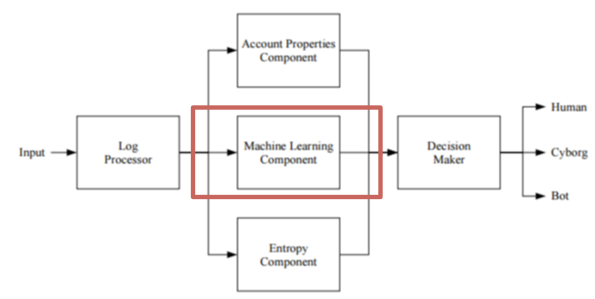 Account Properties
Component
Input
Log
Processor
Machine Learning
Component
Decision
Maker
Human
Cyborg
Bot
Entropy
Component